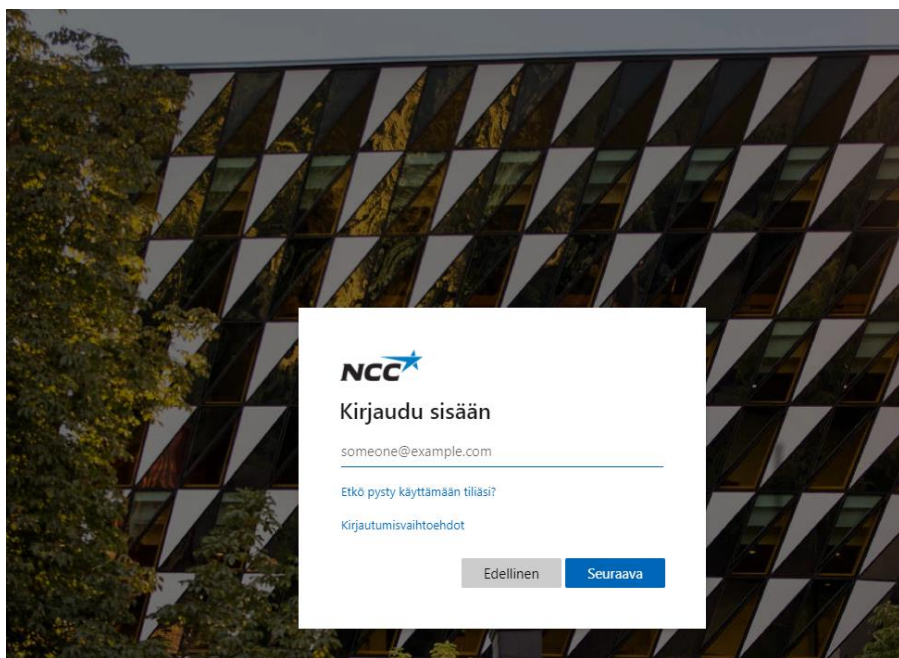 NCC
Kirjaudu sisään
someone@example.com
Etkö pysty käyttämään tiliäsi?
Kirjautumisvaihtoehdot
Edellinen
Seuraava